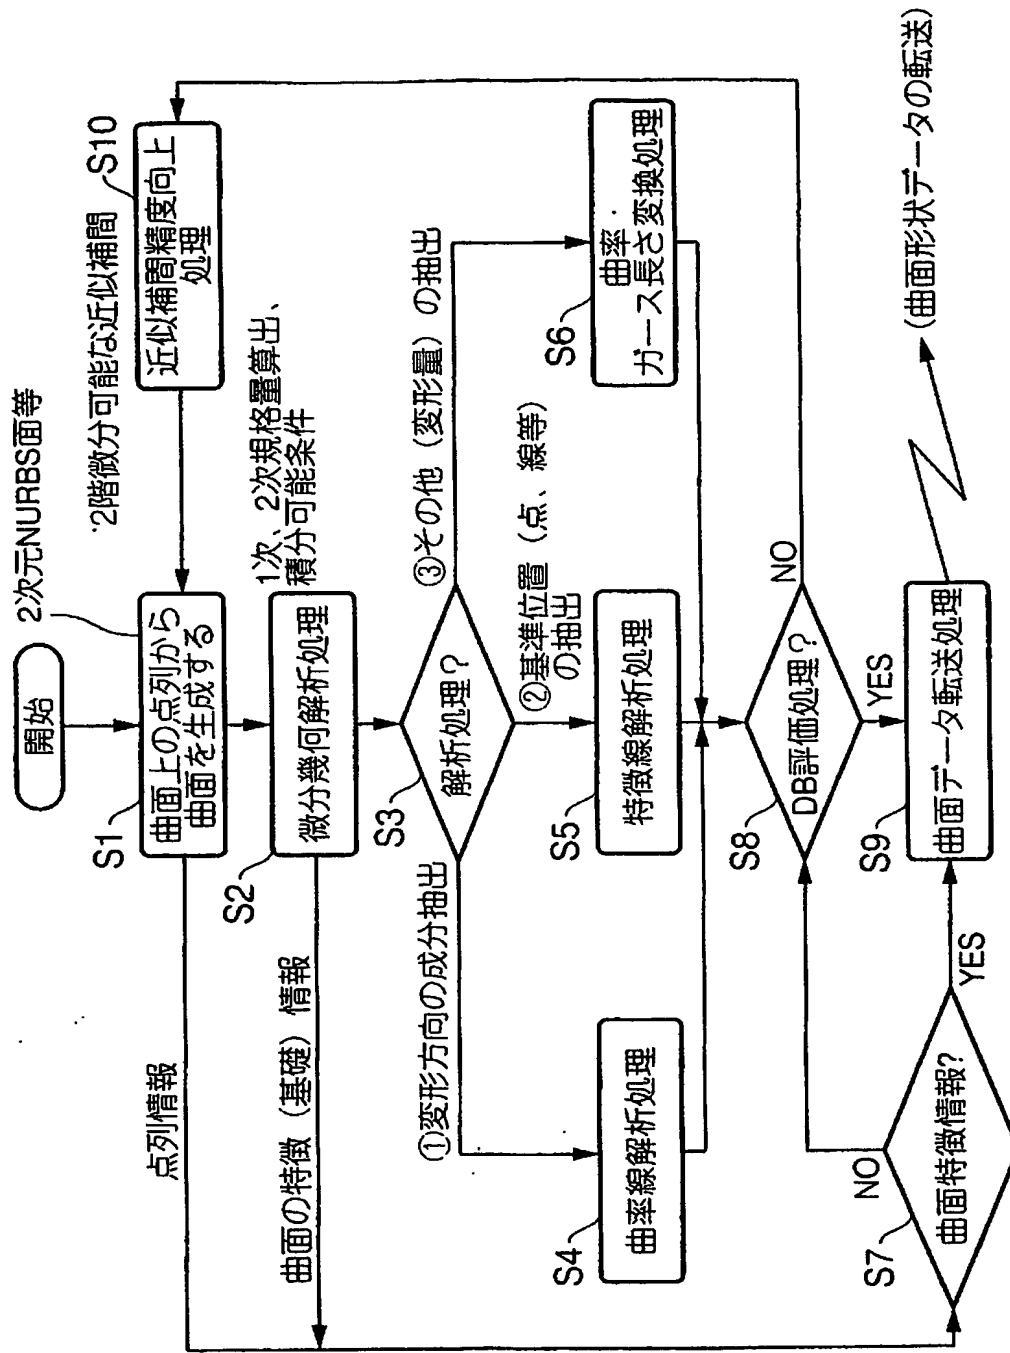 開始
2次元NURBS面等
S1
曲面上の点列から
曲面を生成する
2階微分可能な近似補間
S10
近似補間精度向上
処理
点列情報
S2
微分幾何解析処理
1次、2次規格量算出、
積分可能条件
曲面の特徴（基礎）情報
S3
解析処理?
①変形方向の成分抽出
②基準位置（点、線等）
の抽出
③その他（変形量）の抽出
S4
曲率線解析処理
S5
特徴線解析処理
S6
曲率・
ガース長さ変換処理
S7
曲面特徴情報?
NO
YES
S8
DB評価処理?
NO
YES
S9
曲面データ転送処理
(曲面形状データの転送)